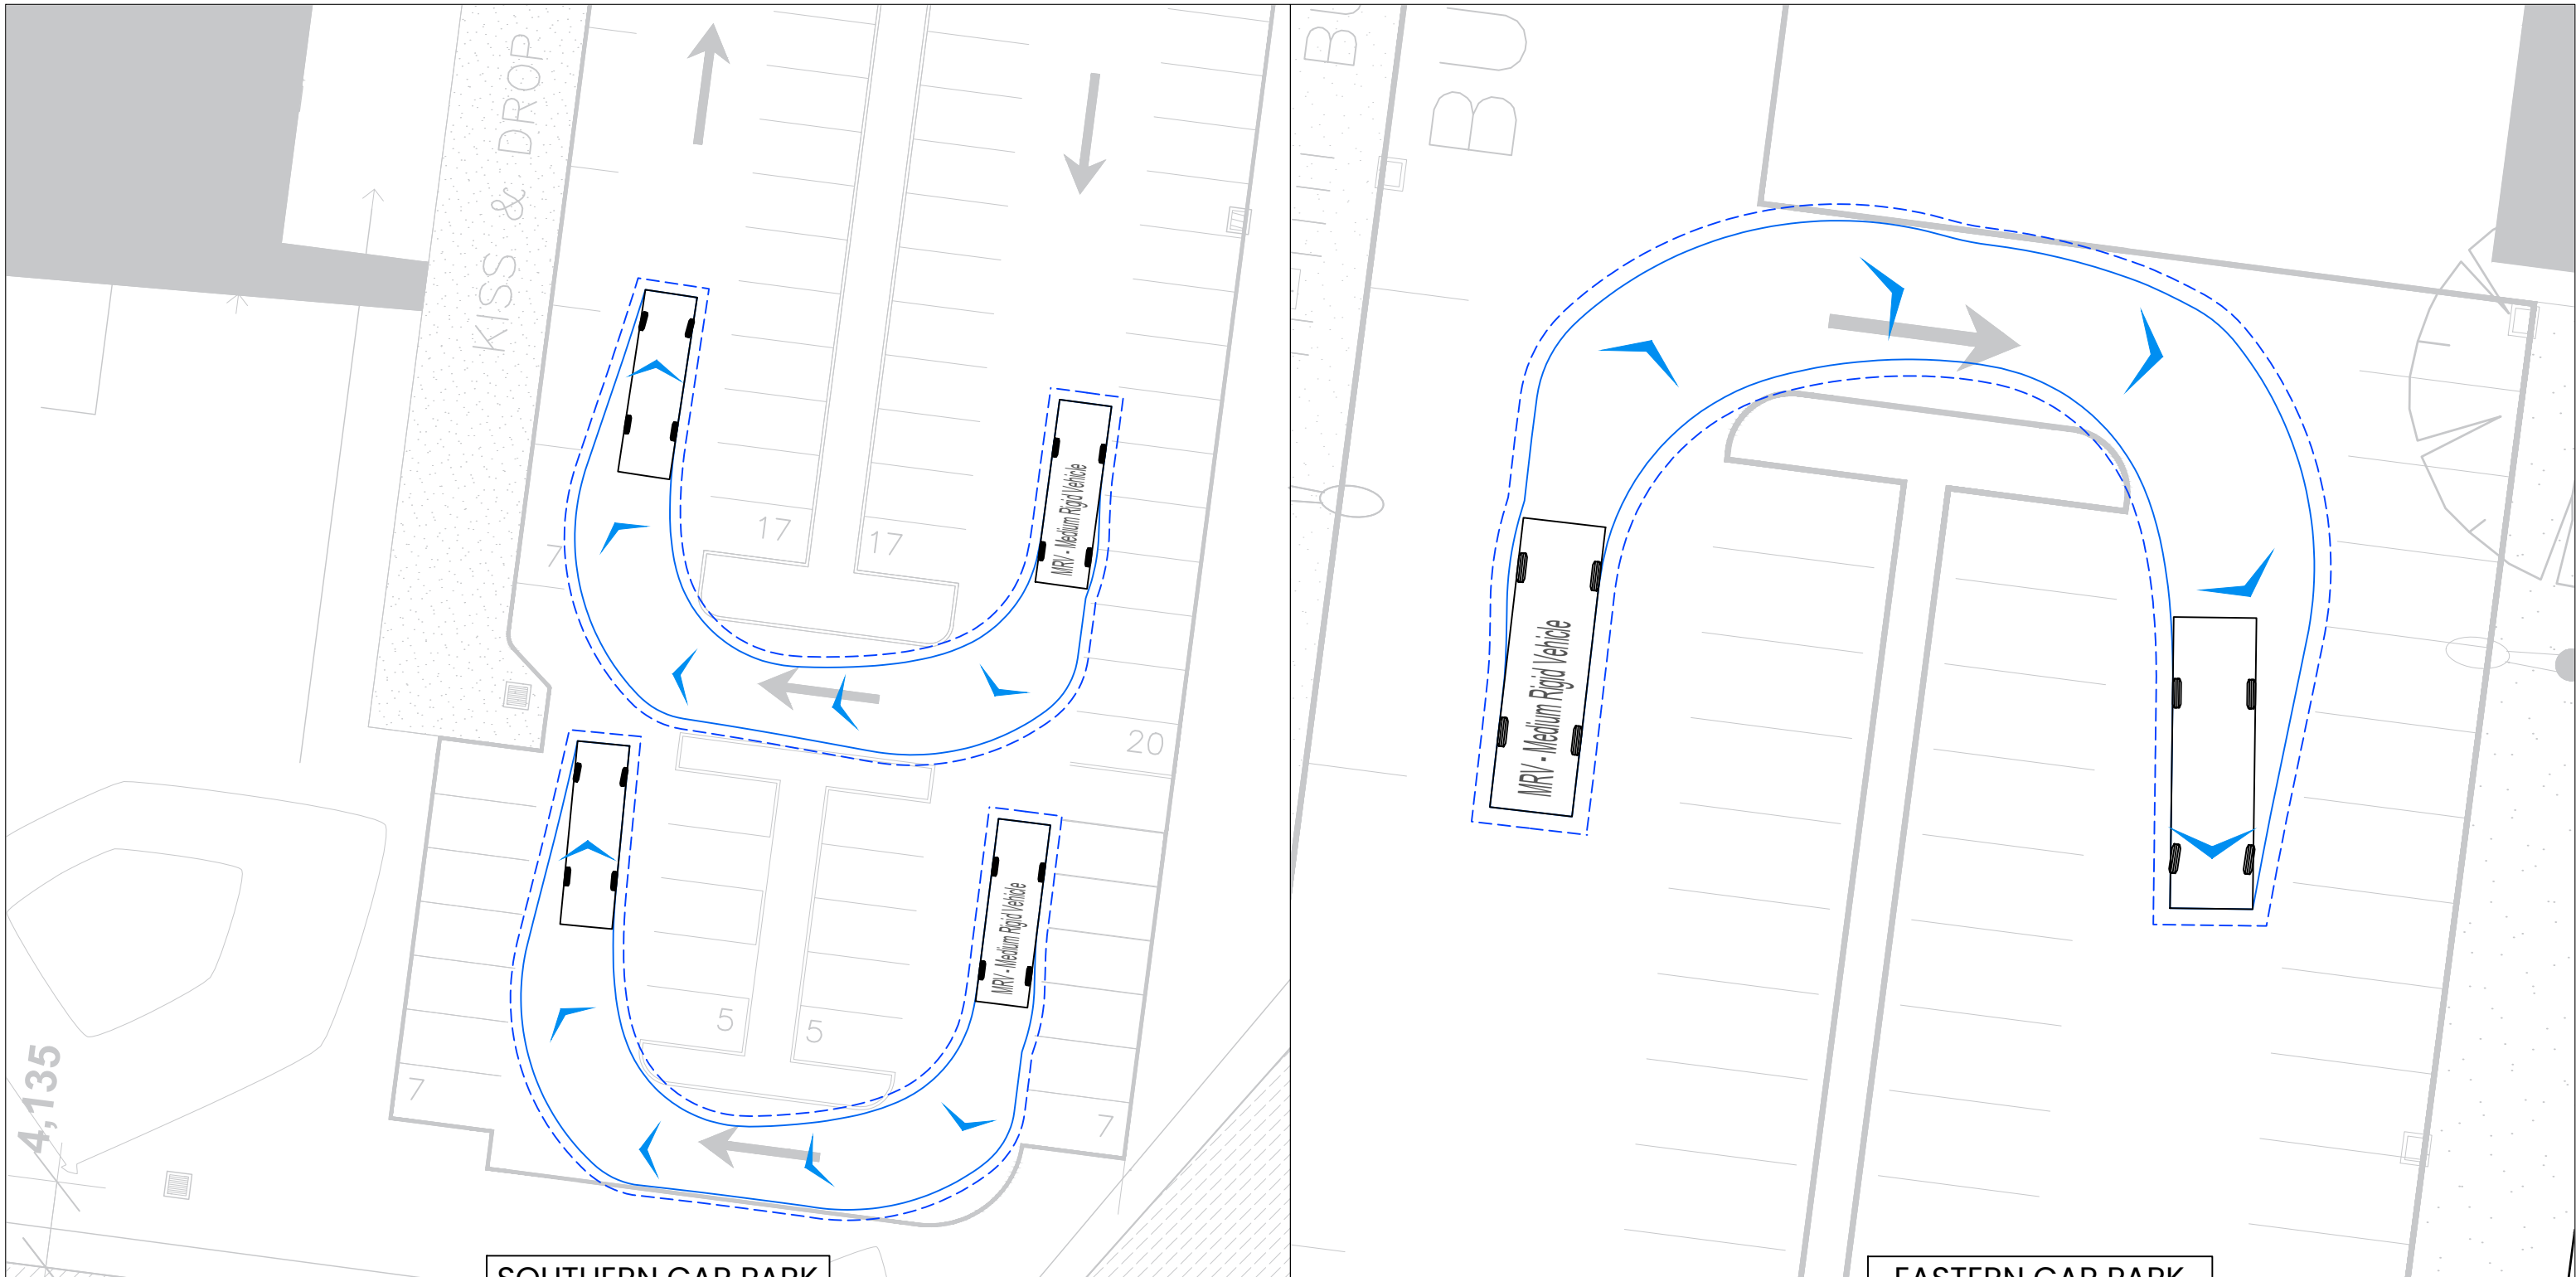 KISS & DROP
17
17
7
20
5
5
7
7
4,135
MRV - Medium Rigid Vehicle
MRV - Medium Rigid Vehicle
SOUTHERN CAR PARK
B
BU
MRV - Medium Rigid Vehicle
EASTERN CAR PARK